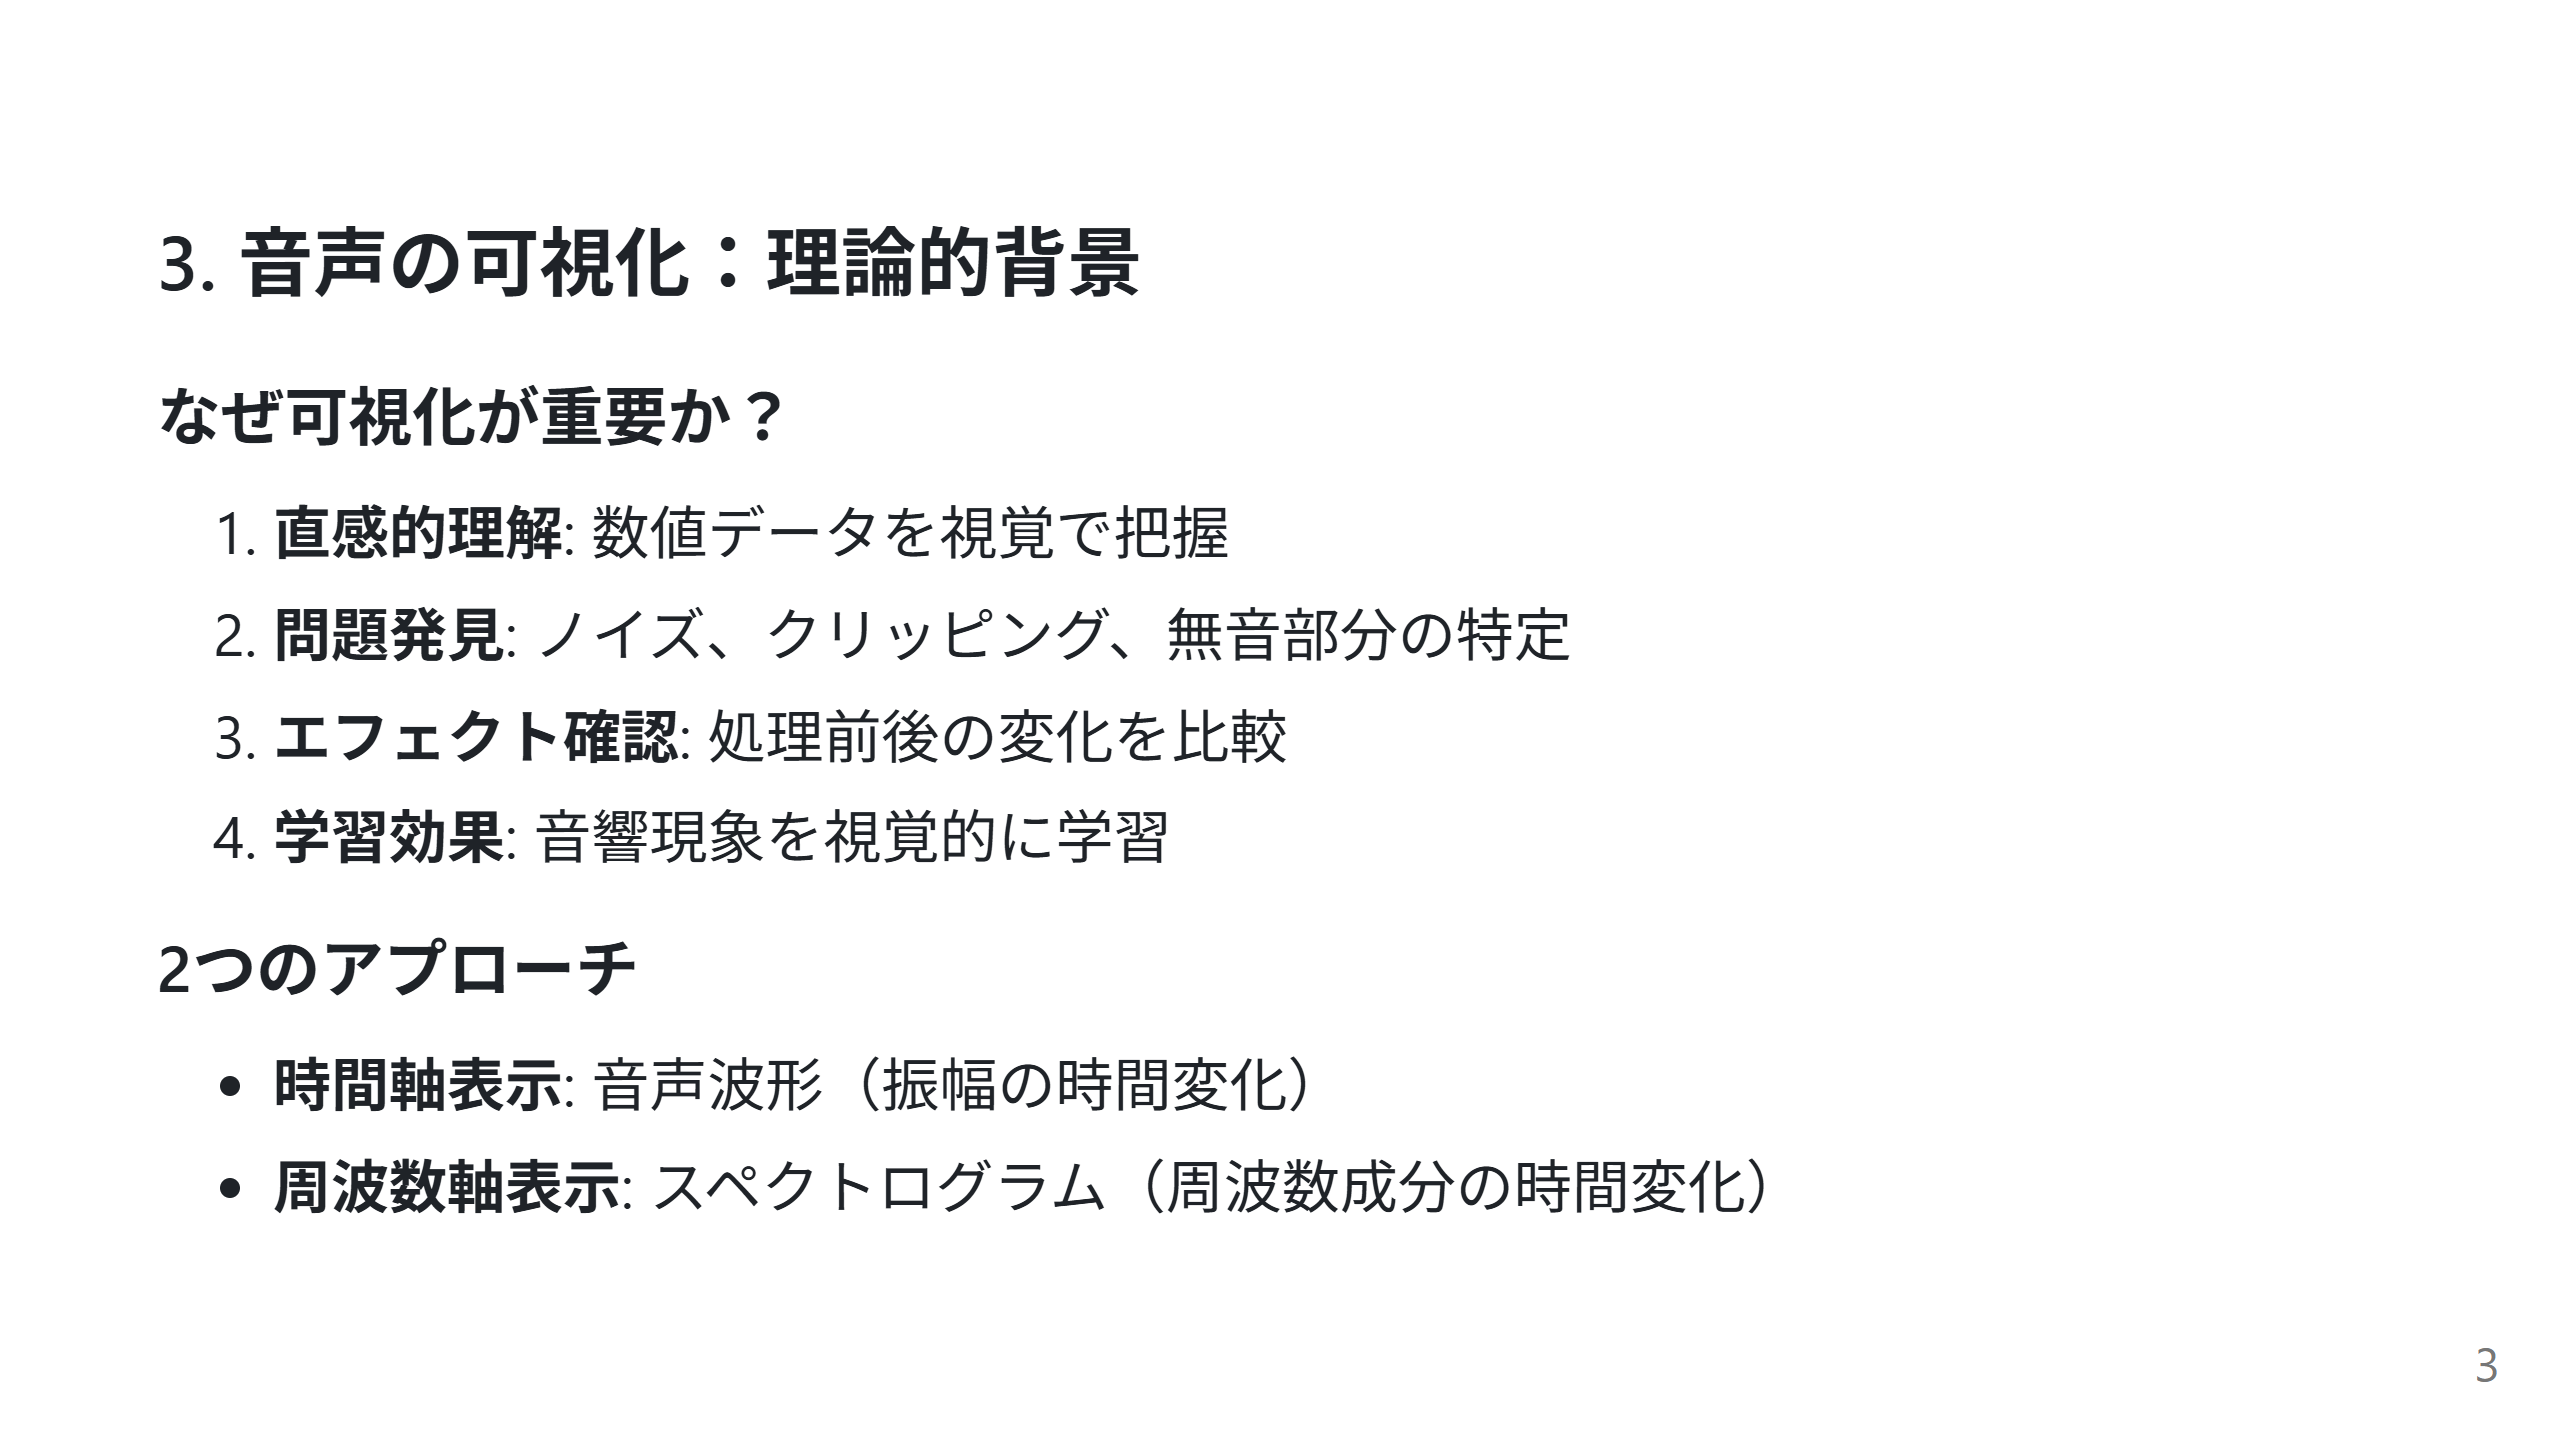 3. 音声の可視化：理論的背景
なぜ可視化が重要か？
1. 直感的理解: 数値データを視覚で把握
2. 問題発見: ノイズ、クリッピング、無音部分の特定
3. エフェクト確認: 処理前後の変化を比較
4. 学習効果: 音響現象を視覚的に学習
2つのアプローチ
• 時間軸表示: 音声波形（振幅の時間変化）
• 周波数軸表示: スペクトログラム（周波数成分の時間変化）
3